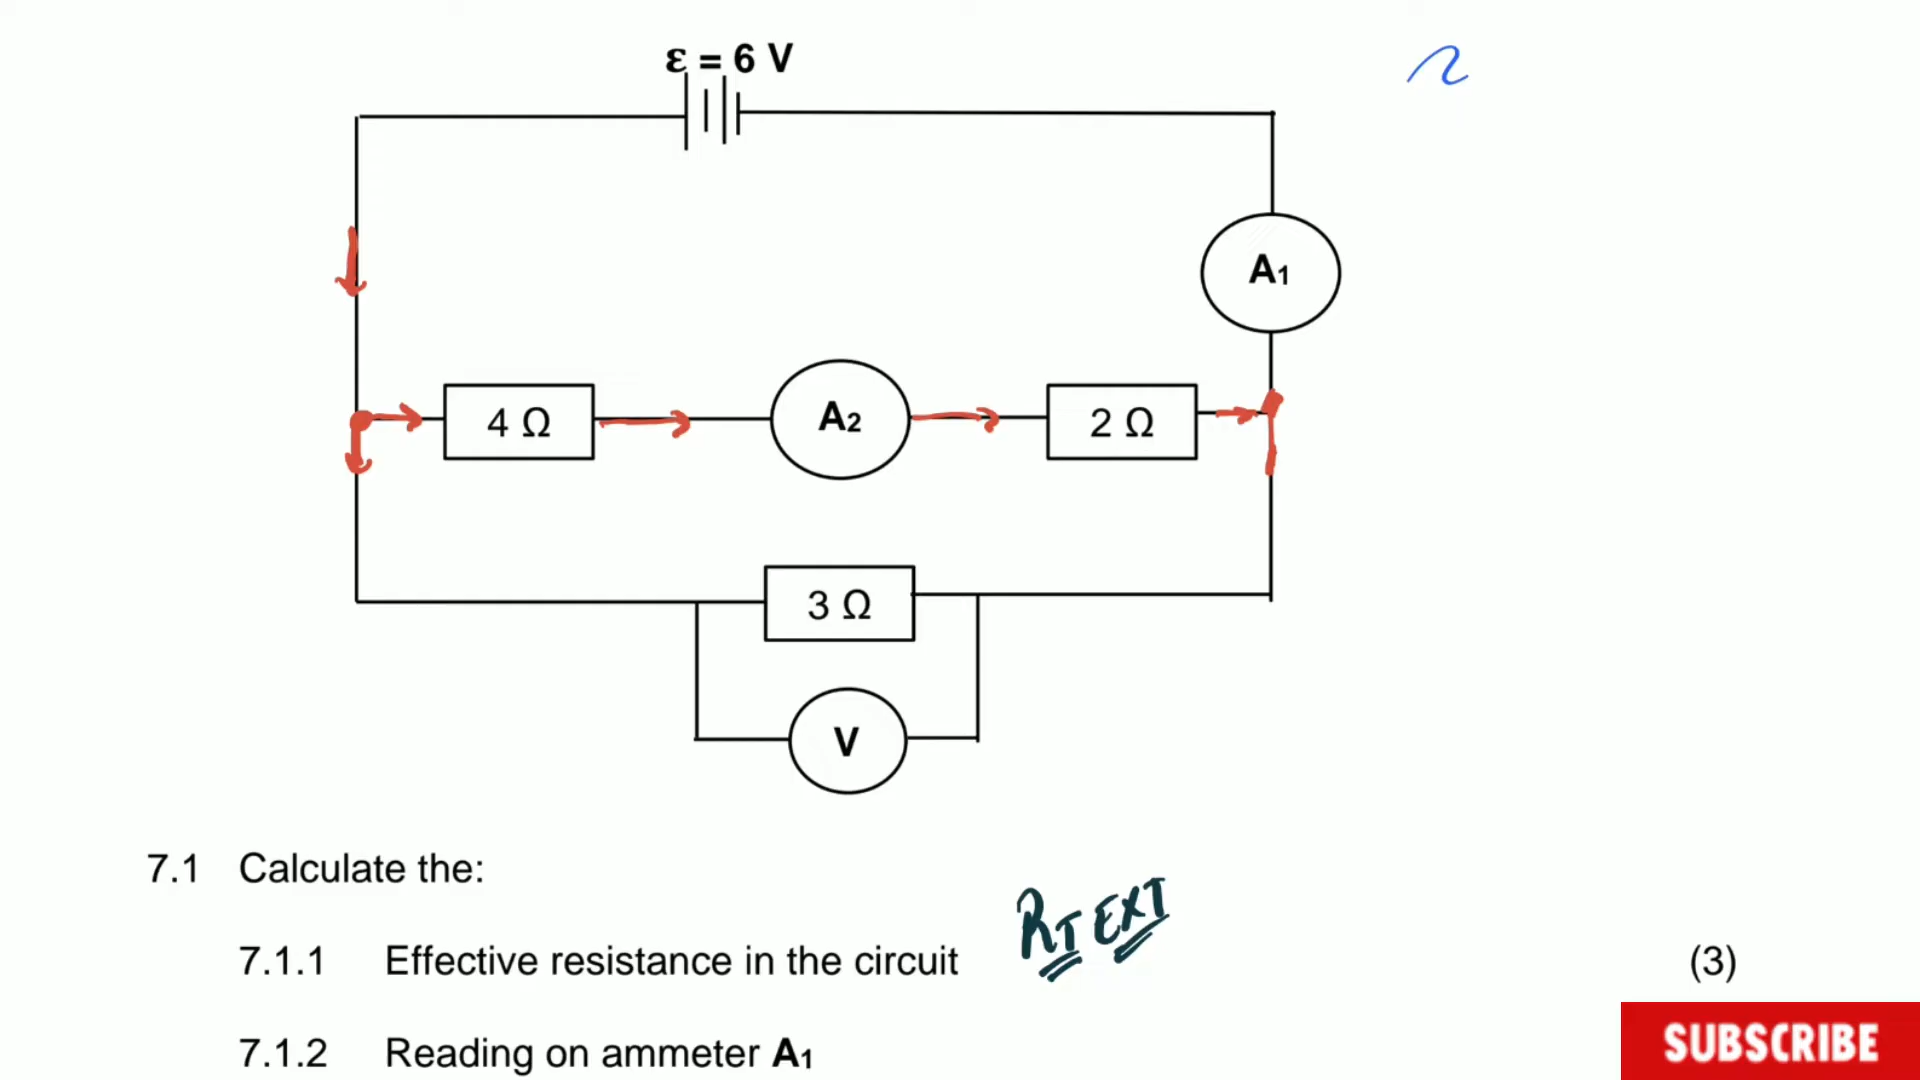 ε = 6 V
A1
4 Ω
A2
2 Ω
3 Ω
V
7.1 Calculate the:
RT EXT
7.1.1 Effective resistance in the circuit (3)
7.1.2 Reading on ammeter A1
SUBSCRIBE